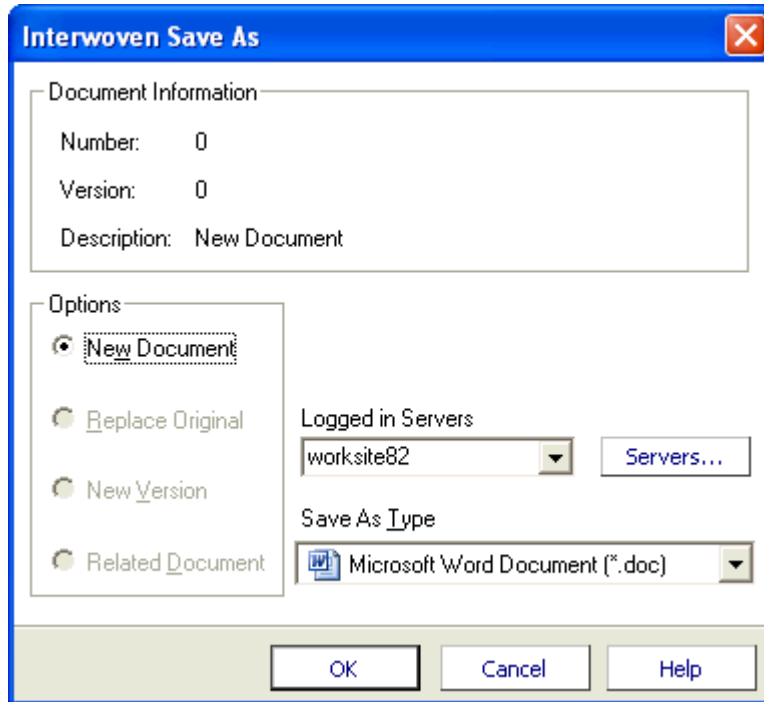 Interwoven Save As
Document Information
Number: 0
Version: 0
Description: New Document
Options
New Document
Replace Original
New Version
Related Document
Logged in Servers
worksite82
Servers...
Save As Type
Microsoft Word Document (*.doc)
OK Cancel Help